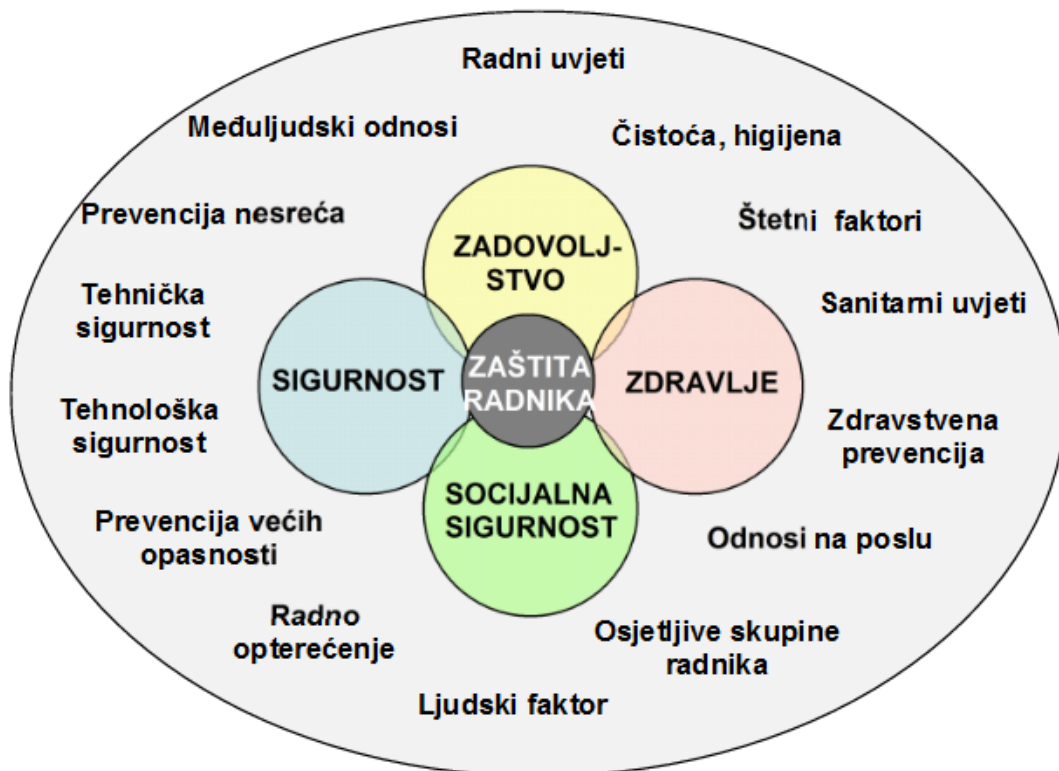 Radni uvjeti
Međuljudski odnosi
Čistoća, higijena
Prevencija nesreća
Štetni faktori
ZADOVOLJ-
STVO
Tehnička
sigurnost
Sanitarni uvjeti
SIGURNOST
ZAŠTITA
RADNIKA
ZDRAVLJE
Tehnološka
sigurnost
Zdravstvena
prevencija
SOCIJALNA
SIGURNOST
Prevencija većih
opasnosti
Odnosi na poslu
Radno
opterećenje
Osjetljive skupine
radnika
Ljudski faktor